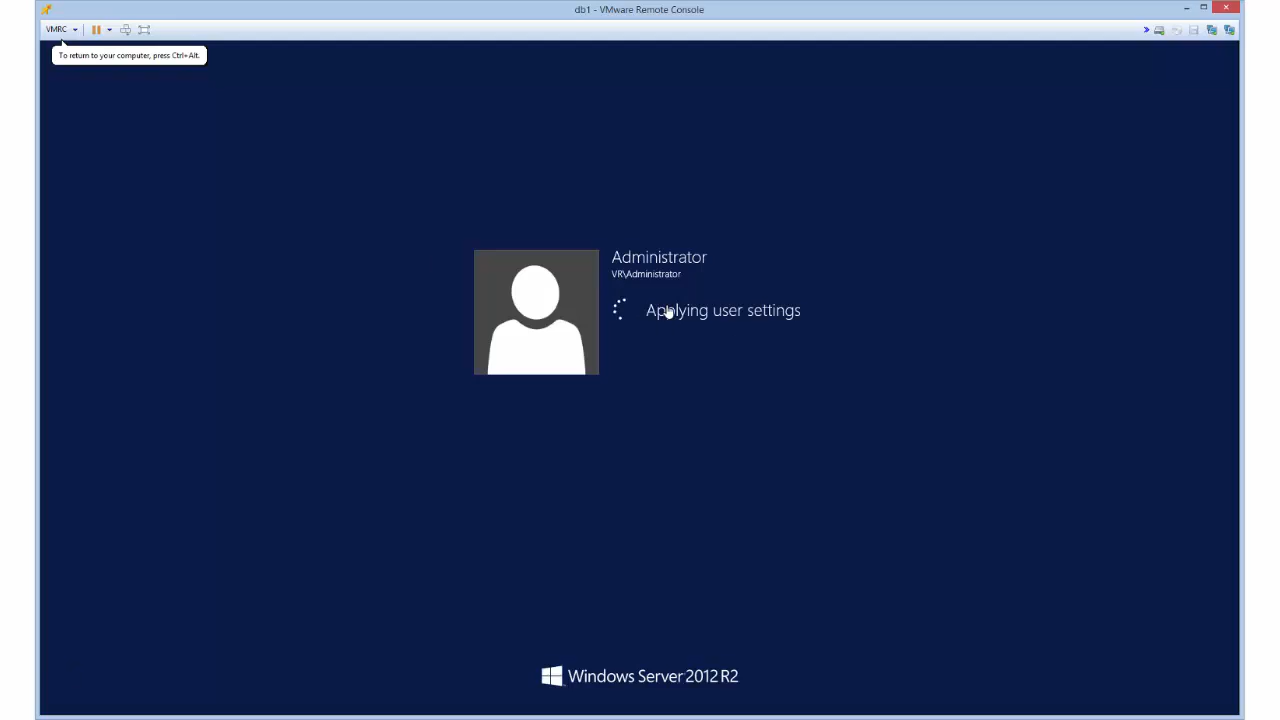 db1 - VMware Remote Console
VMRC
To return to your computer, press Ctrl+Alt.
Administrator
VR\Administrator
Applying user settings
Windows Server 2012 R2